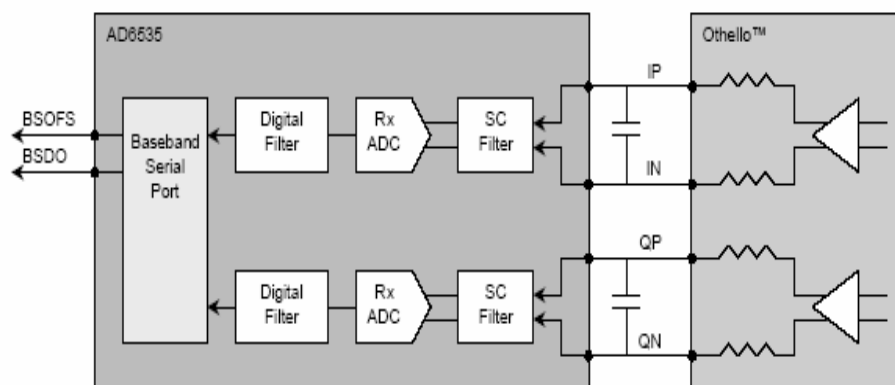 AD6535
Othello™
IP
BSOFS
BSDO
Baseband
Serial
Port
Digital
Filter
Rx
ADC
SC
Filter
IN
QP
Digital
Filter
Rx
ADC
SC
Filter
QN